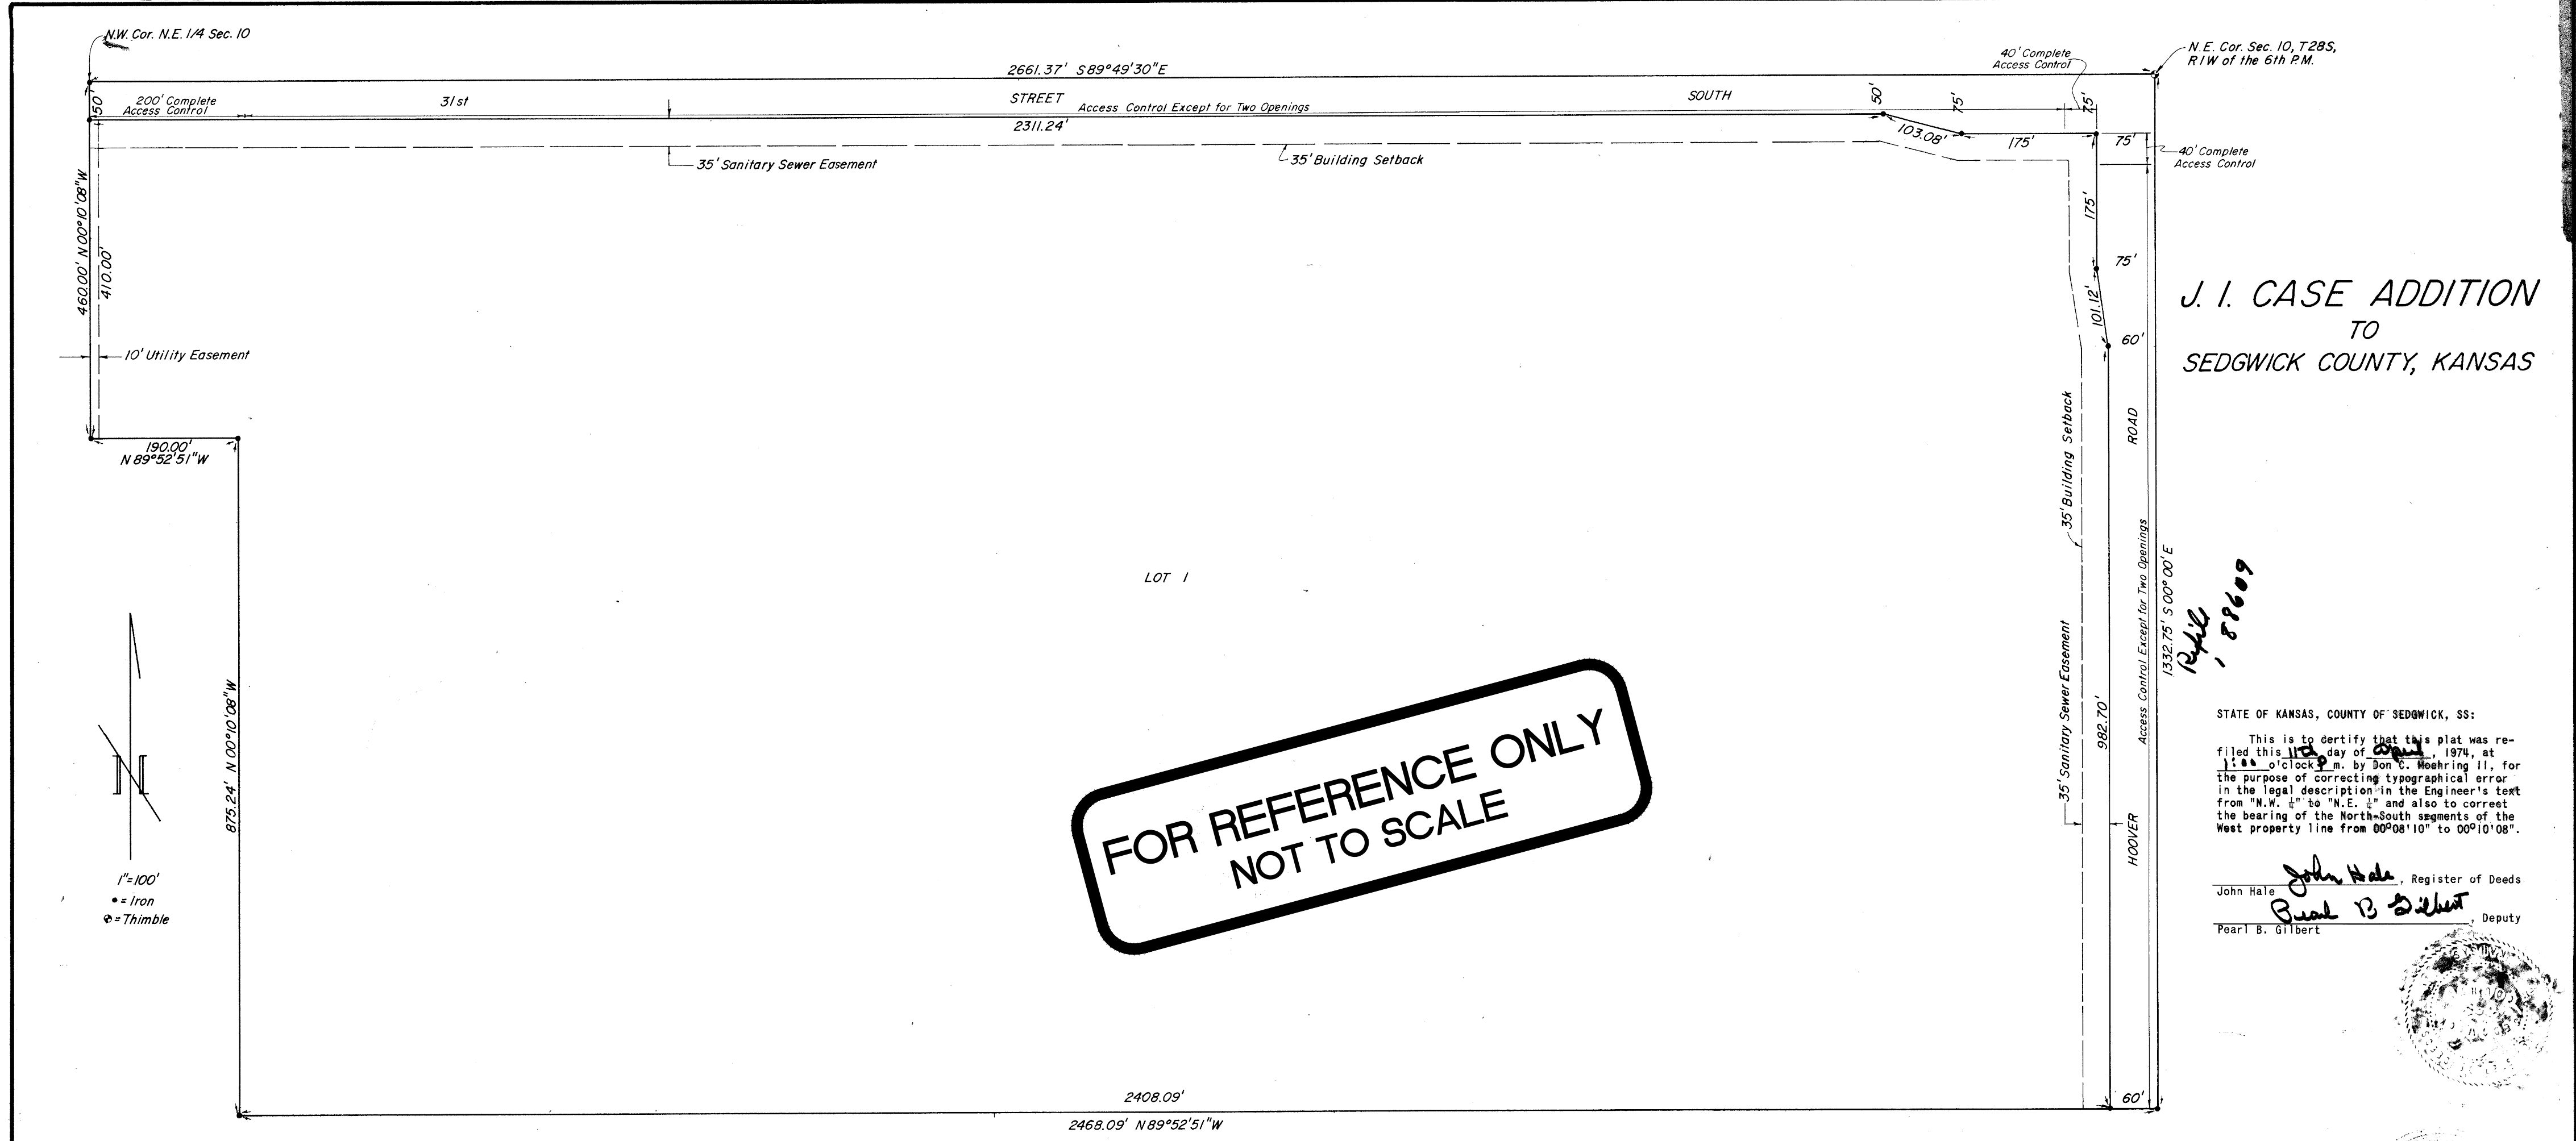 N.W. Cor. N.E. 1/4 Sec. 10
2661.37' S89°49'30"E
40' Complete
Access Control
N.E. Cor. Sec. 10, T28S,
R1W of the 6th P.M.
50'
200' Complete
Access Control
31st
STREET
Access Control Except for Two Openings
SOUTH
50'
75'
75'
2311.24'
103.08'
175'
75'
40' Complete
Access Control
35' Sanitary Sewer Easement
35' Building Setback
460.00' N00°10'08"W
410.00'
175'
75'
101.12'
60'
J. I. CASE ADDITION
TO
SEDGWICK COUNTY, KANSAS
10' Utility Easement
190.00'
N89°52'51"W
35' Building Setback
ROAD
LOT 1
Access Control Except for Two Openings
1332.75' S00°00'00"E
Refile
88609
N
875.24' N00°10'08"W
35' Sanitary Sewer Easement
982.70'
HOOVER
FOR REFERENCE ONLY
NOT TO SCALE
1"=100'
• = Iron
= Thimble
STATE OF KANSAS, COUNTY OF SEDGWICK, SS:
This is to dertify that this plat was re-
filed this 11th day of April, 1974, at
1:00 o'clock P m. by Don C. Moehring II, for
the purpose of correcting typographical error
in the legal description in the Engineer's text
from "N.W. ¼" to "N.E. ¼" and also to correct
the bearing of the North-South segments of the
West property line from 00°08'10" to 00°10'08".
John Hale, Register of Deeds
John Hale
Pearl B Gilbert, Deputy
Pearl B. Gilbert
2408.09'
60'
2468.09' N89°52'51"W